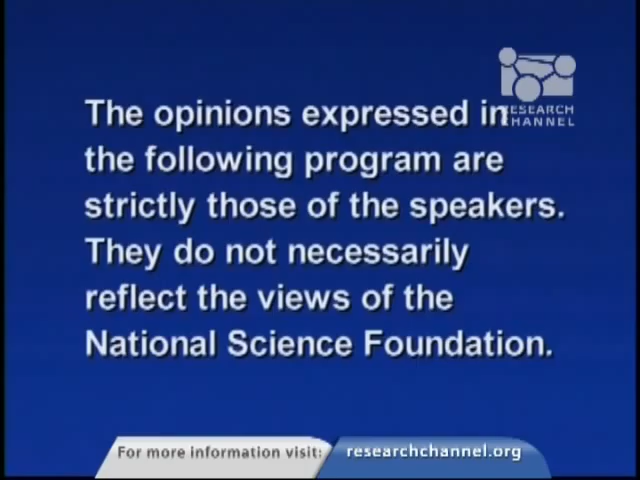 The opinions expressed in
the following program are
strictly those of the speakers.
They do not necessarily
reflect the views of the
National Science Foundation.
RESEARCH
CHANNEL
For more information visit:
researchchannel.org